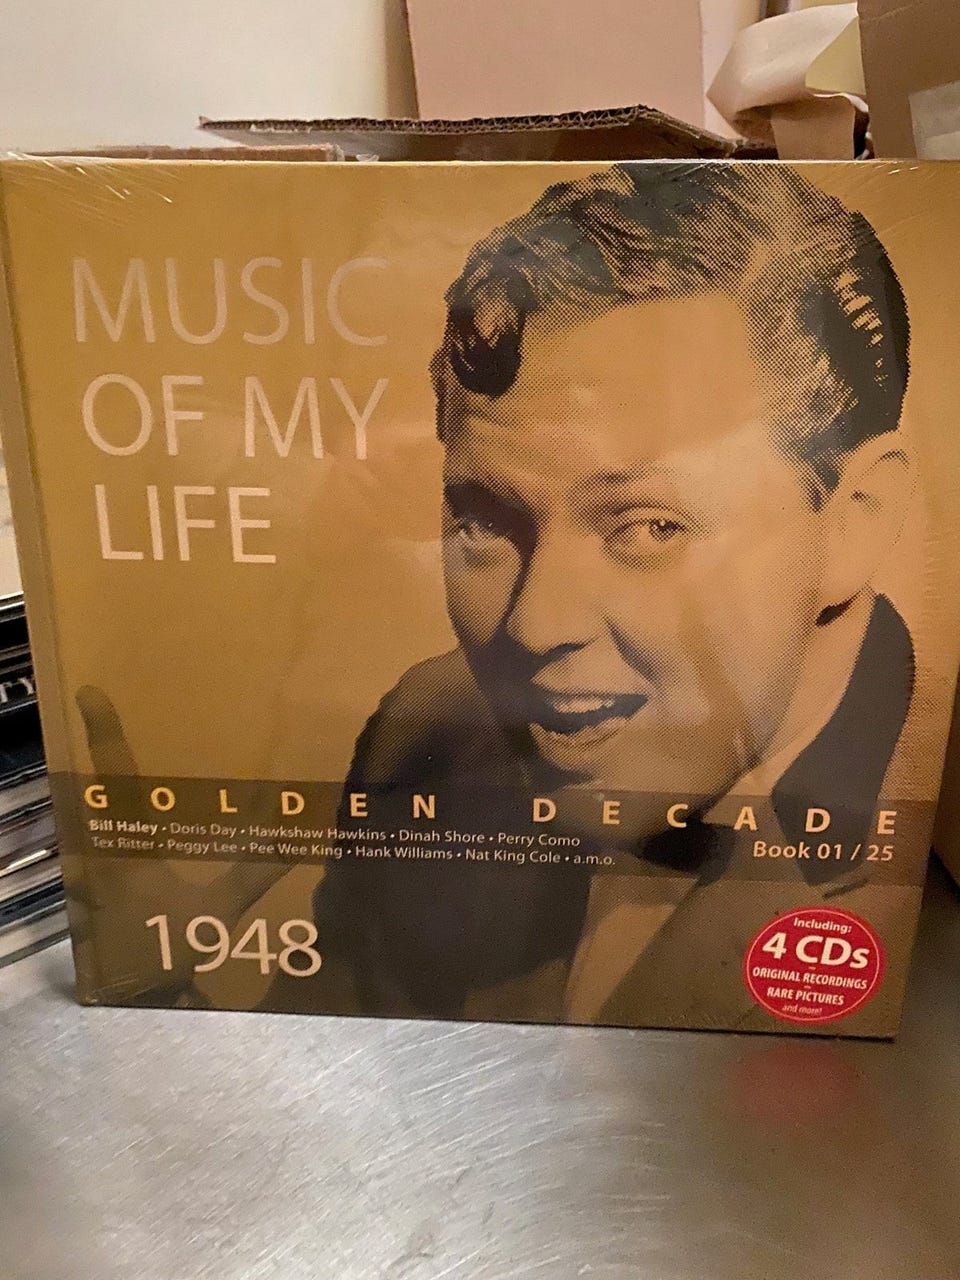 MUSIC
OF MY
LIFE
GOLDEN DECADE
Bill Haley • Doris Day • Hawkshaw Hawkins • Dinah Shore • Perry Como
Tex Ritter • Peggy Lee • Pee Wee King • Hank Williams • Nat King Cole • a.m.o.
Book 01 / 25
1948
Including:
4 CDs
ORIGINAL RECORDINGS
–
RARE PICTURES
and more!